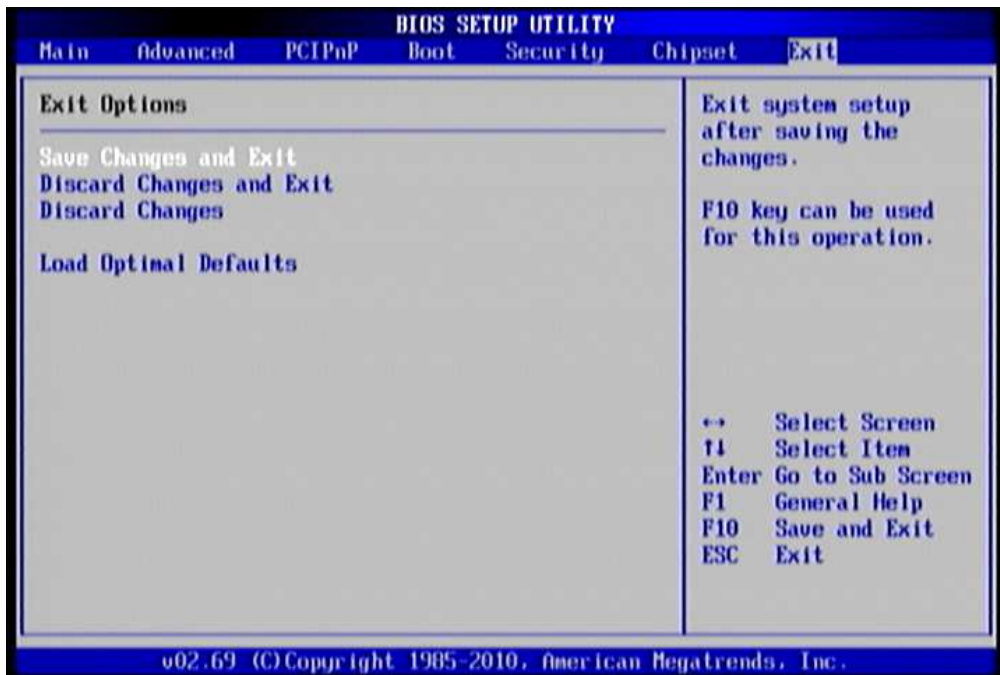 BIOS SETUP UTILITY
Main Advanced PCIPnP Boot Security Chipset Exit
Exit Options
Save Changes and Exit
Discard Changes and Exit
Discard Changes
Load Optimal Defaults
Exit system setup
after saving the
changes.
F10 key can be used
for this operation.
↔ Select Screen
↑↓ Select Item
Enter Go to Sub Screen
F1 General Help
F10 Save and Exit
ESC Exit
v02.69 (C)Copyright 1985-2010, American Megatrends, Inc.